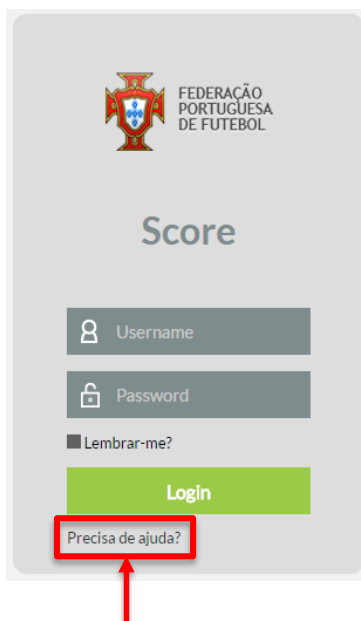 FEDERAÇÃO
PORTUGUESA
DE FUTEBOL
Score
Username
Password
Lembrar-me?
Login
Precisa de ajuda?